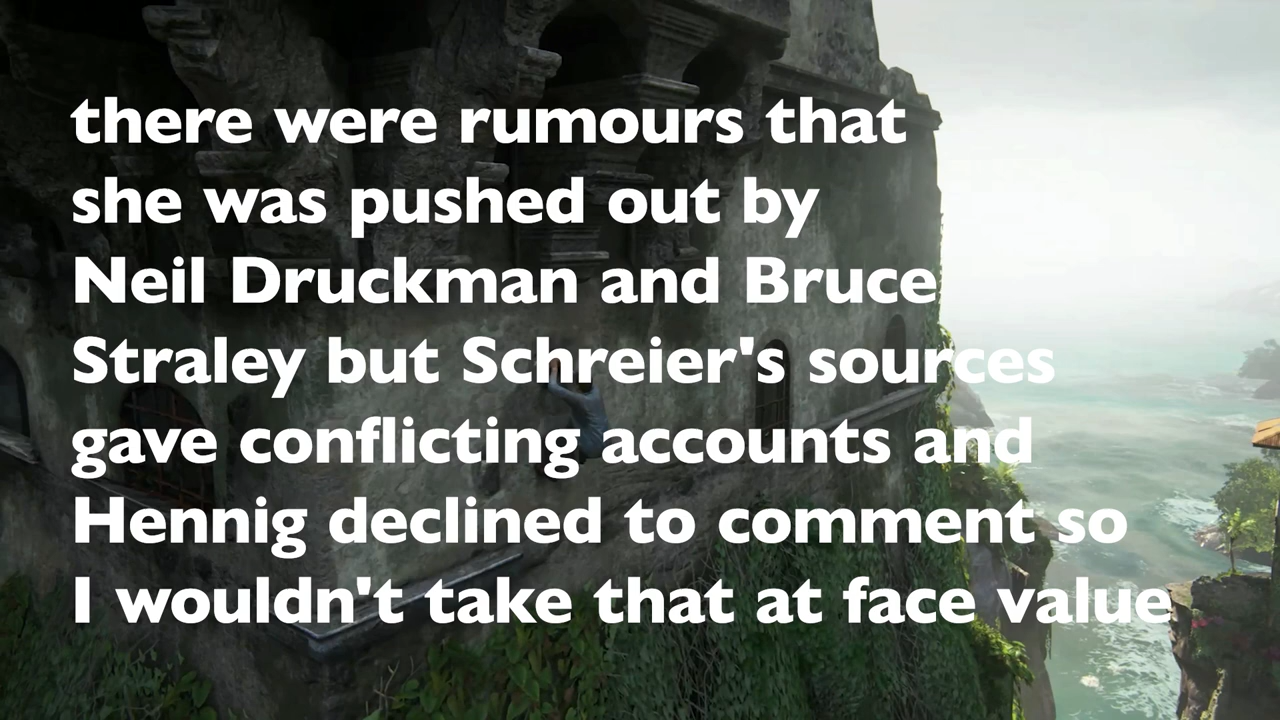 there were rumours that
she was pushed out by
Neil Druckman and Bruce
Straley but Schreier's sources
gave conflicting accounts and
Hennig declined to comment so
I wouldn't take that at face value